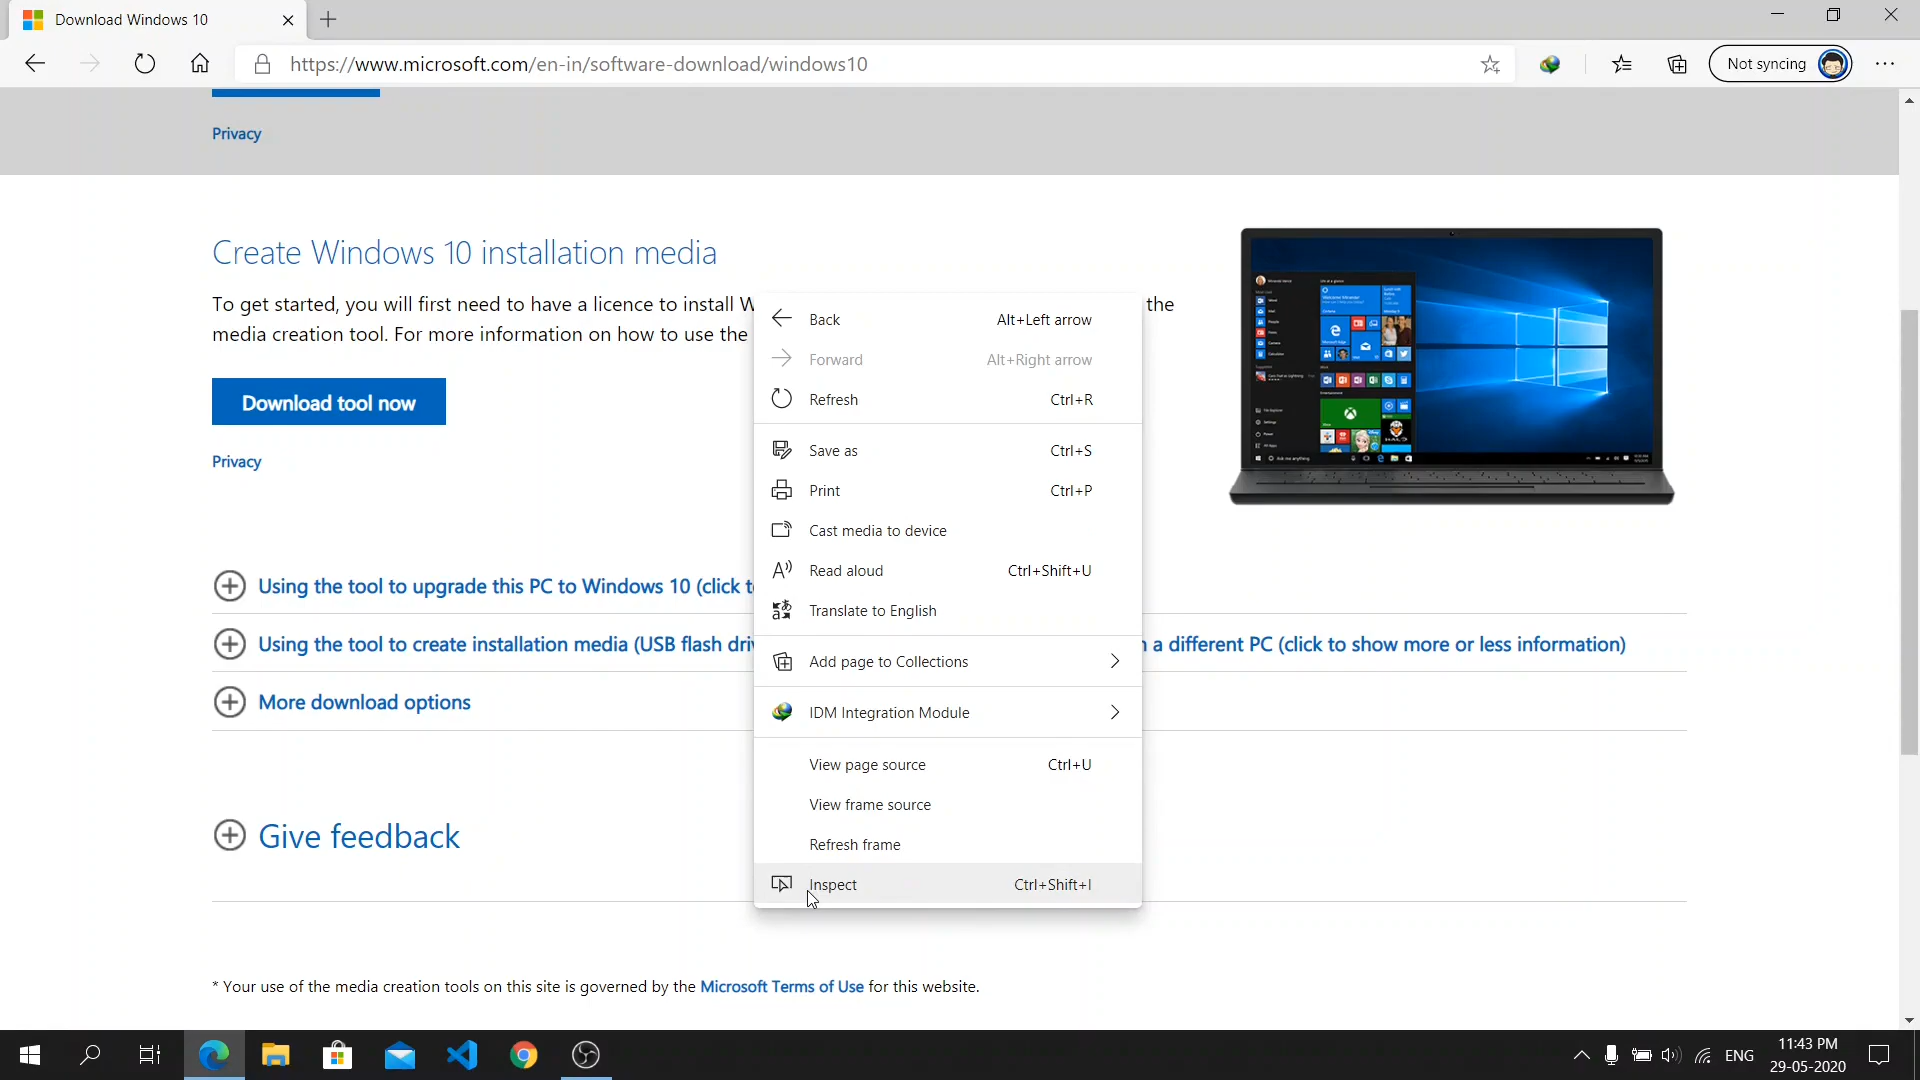 Download Windows 10
https://www.microsoft.com/en-in/software-download/windows10
Not syncing
Privacy
Create Windows 10 installation media
To get started, you will first need to have a licence to install W
the
media creation tool. For more information on how to use the
Download tool now
Privacy
Using the tool to upgrade this PC to Windows 10 (click t
Using the tool to create installation media (USB flash dri
a different PC (click to show more or less information)
More download options
Give feedback
* Your use of the media creation tools on this site is governed by the Microsoft Terms of Use for this website.
Back Alt+Left arrow
Forward Alt+Right arrow
Refresh Ctrl+R
Save as Ctrl+S
Print Ctrl+P
Cast media to device
Read aloud Ctrl+Shift+U
Translate to English
Add page to Collections
IDM Integration Module
View page source Ctrl+U
View frame source
Refresh frame
Inspect Ctrl+Shift+I
ENG
11:43 PM
29-05-2020